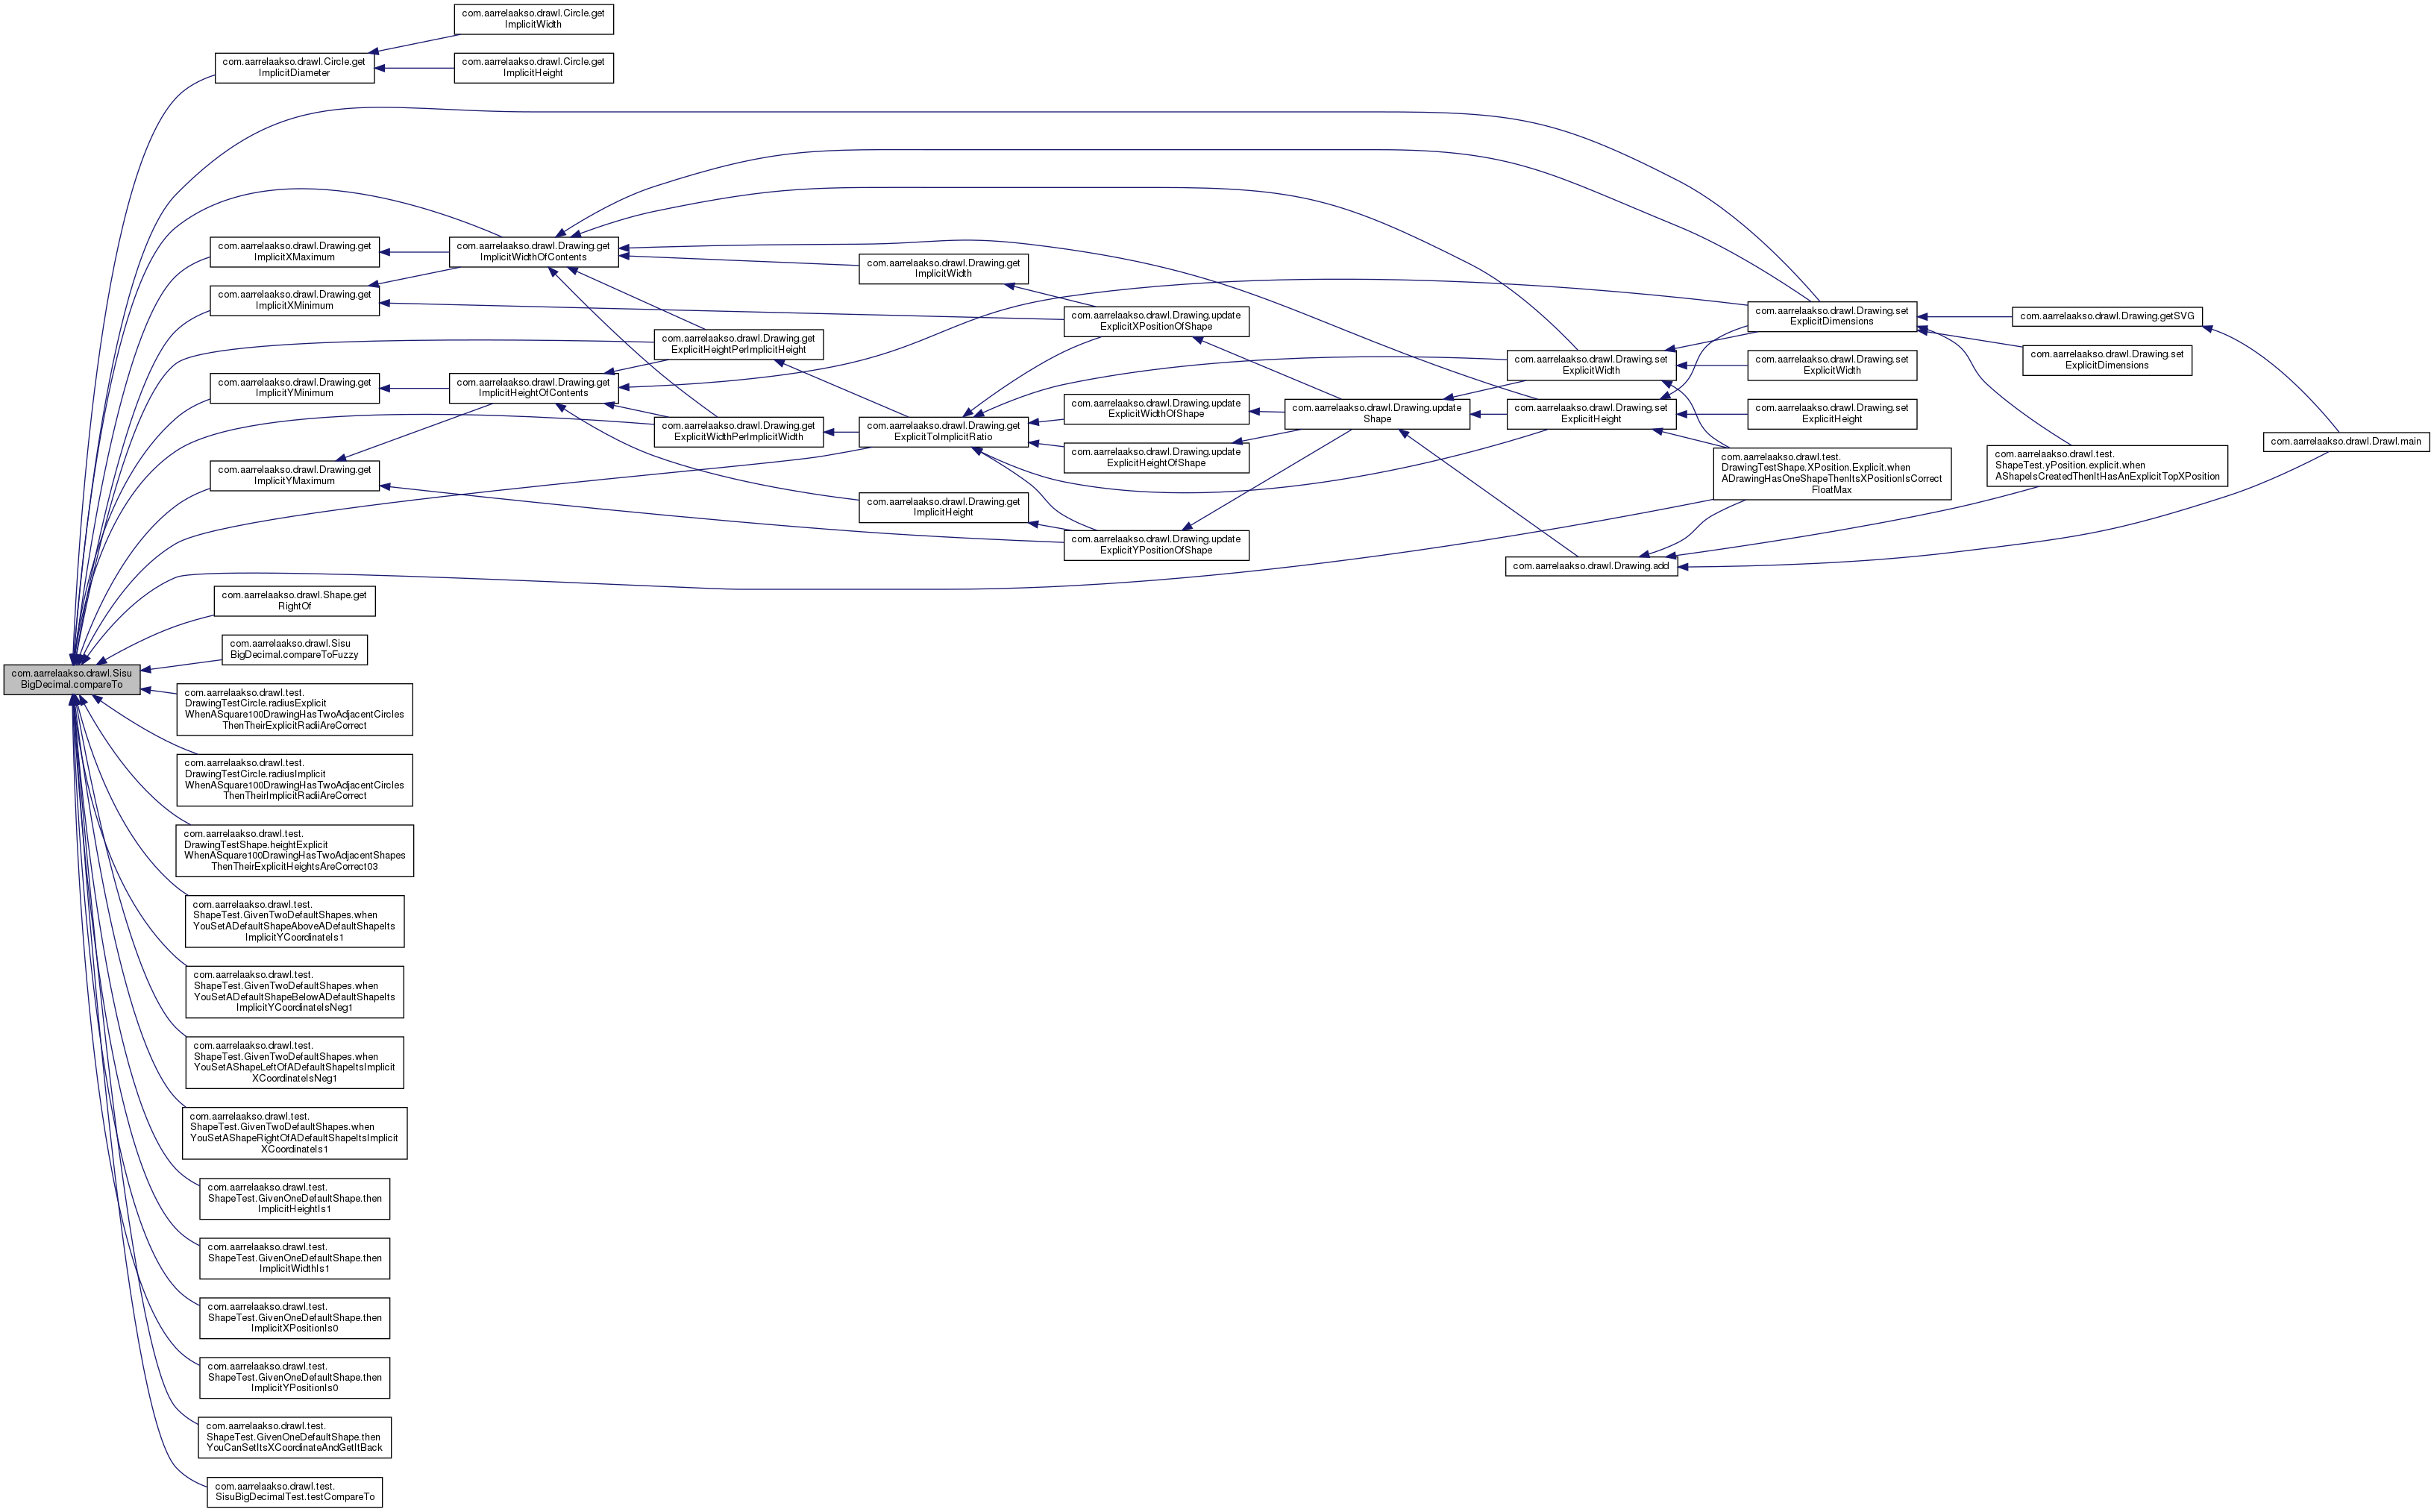 com.aarrelaakso.drawl.Sisu
BigDecimal.compareTo
com.aarrelaakso.drawl.Circle.get
ImplicitDiameter
com.aarrelaakso.drawl.Circle.get
ImplicitWidth
com.aarrelaakso.drawl.Circle.get
ImplicitHeight
com.aarrelaakso.drawl.Drawing.get
ImplicitXMaximum
com.aarrelaakso.drawl.Drawing.get
ImplicitXMinimum
com.aarrelaakso.drawl.Drawing.get
ImplicitYMinimum
com.aarrelaakso.drawl.Drawing.get
ImplicitYMaximum
com.aarrelaakso.drawl.Drawing.get
ImplicitWidthOfContents
com.aarrelaakso.drawl.Drawing.get
ImplicitHeightOfContents
com.aarrelaakso.drawl.Drawing.get
ExplicitHeightPerImplicitHeight
com.aarrelaakso.drawl.Drawing.get
ExplicitWidthPerImplicitWidth
com.aarrelaakso.drawl.Drawing.get
ImplicitWidth
com.aarrelaakso.drawl.Drawing.get
ExplicitToImplicitRatio
com.aarrelaakso.drawl.Drawing.get
ImplicitHeight
com.aarrelaakso.drawl.Drawing.update
ExplicitXPositionOfShape
com.aarrelaakso.drawl.Drawing.update
ExplicitWidthOfShape
com.aarrelaakso.drawl.Drawing.update
ExplicitHeightOfShape
com.aarrelaakso.drawl.Drawing.update
ExplicitYPositionOfShape
com.aarrelaakso.drawl.Drawing.update
Shape
com.aarrelaakso.drawl.Drawing.set
ExplicitWidth
com.aarrelaakso.drawl.Drawing.set
ExplicitHeight
com.aarrelaakso.drawl.Drawing.add
com.aarrelaakso.drawl.Drawing.set
ExplicitDimensions
com.aarrelaakso.drawl.Drawing.set
ExplicitWidth
com.aarrelaakso.drawl.Drawing.set
ExplicitHeight
com.aarrelaakso.drawl.test.
DrawingTestShape.XPosition.Explicit.when
ADrawingHasOneShapeThenItsXPositionIsCorrect
FloatMax
com.aarrelaakso.drawl.Drawing.getSVG
com.aarrelaakso.drawl.Drawing.set
ExplicitDimensions
com.aarrelaakso.drawl.test.
ShapeTest.yPosition.explicit.when
AShapeIsCreatedThenItHasAnExplicitTopXPosition
com.aarrelaakso.drawl.Drawl.main
com.aarrelaakso.drawl.Shape.get
RightOf
com.aarrelaakso.drawl.Sisu
BigDecimal.compareToFuzzy
com.aarrelaakso.drawl.test.
DrawingTestCircle.radiusExplicit
WhenASquare100DrawingHasTwoAdjacentCircles
ThenTheirExplicitRadiiAreCorrect
com.aarrelaakso.drawl.test.
DrawingTestCircle.radiusImplicit
WhenASquare100DrawingHasTwoAdjacentCircles
ThenTheirImplicitRadiiAreCorrect
com.aarrelaakso.drawl.test.
DrawingTestShape.heightExplicit
WhenASquare100DrawingHasTwoAdjacentShapes
ThenTheirExplicitHeightsAreCorrect03
com.aarrelaakso.drawl.test.
ShapeTest.GivenTwoDefaultShapes.when
YouSetADefaultShapeAboveADefaultShapeIts
ImplicitYCoordinateIs1
com.aarrelaakso.drawl.test.
ShapeTest.GivenTwoDefaultShapes.when
YouSetADefaultShapeBelowADefaultShapeIts
ImplicitYCoordinateIsNeg1
com.aarrelaakso.drawl.test.
ShapeTest.GivenTwoDefaultShapes.when
YouSetAShapeLeftOfADefaultShapeItsImplicit
XCoordinateIsNeg1
com.aarrelaakso.drawl.test.
ShapeTest.GivenTwoDefaultShapes.when
YouSetAShapeRightOfADefaultShapeItsImplicit
XCoordinateIs1
com.aarrelaakso.drawl.test.
ShapeTest.GivenOneDefaultShape.then
ImplicitHeightIs1
com.aarrelaakso.drawl.test.
ShapeTest.GivenOneDefaultShape.then
ImplicitWidthIs1
com.aarrelaakso.drawl.test.
ShapeTest.GivenOneDefaultShape.then
ImplicitXPositionIs0
com.aarrelaakso.drawl.test.
ShapeTest.GivenOneDefaultShape.then
ImplicitYPositionIs0
com.aarrelaakso.drawl.test.
ShapeTest.GivenOneDefaultShape.then
YouCanSetItsXCoordinateAndGetItBack
com.aarrelaakso.drawl.test.
SisuBigDecimalTest.testCompareTo